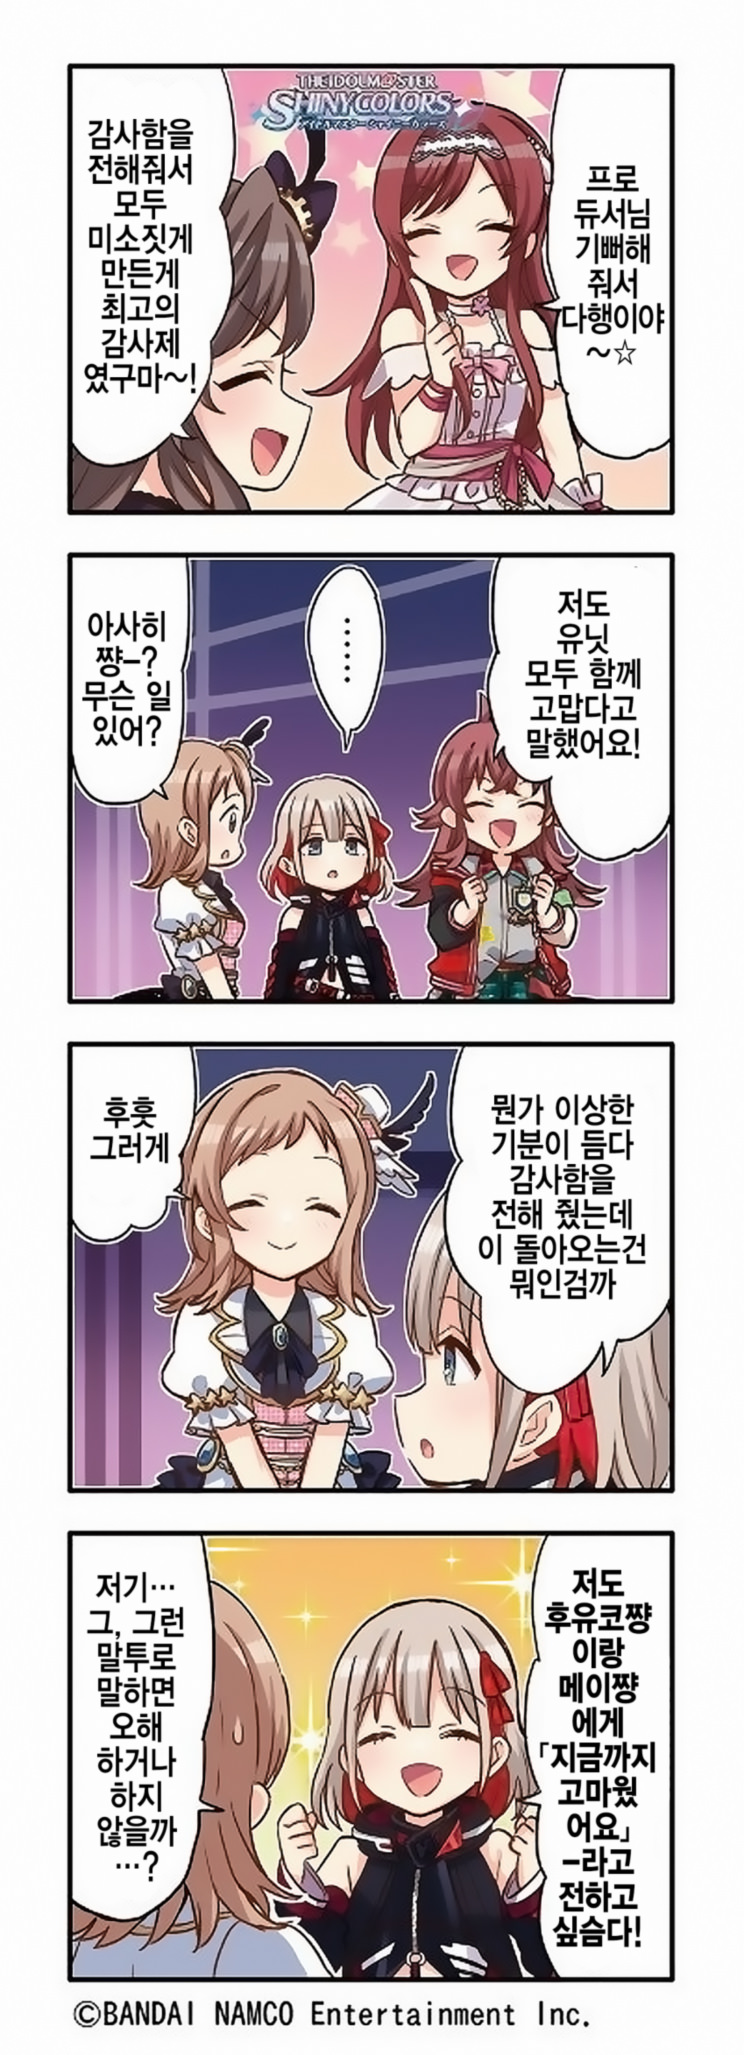 THE IDOLM@STER
SHINY COLORS
アイドルマスター シャイニーカラーズ
프로
듀서님
기뻐해
줘서
다행이야
~☆
감사함을
전해줘서
모두
미소짓게
만든게
최고의
감사제
였구마~!
저도
유닛
모두 함께
고맙다고
말했어요!
······
아사히
쨩-?
무슨 일
있어?
뭔가 이상한
기분이 듬다
감사함을
전해 줬는데
이 돌아오는건
뭐인검까
후훗
그러게
저도
후유코쨩
이랑
메이쨩
에게
「지금까지
고마웠
어요」
-라고
전하고
싶슴다!
저기…
그, 그런
말투로
말하면
오해
하거나
하지
않을까
…?
©BANDAI NAMCO Entertainment Inc.